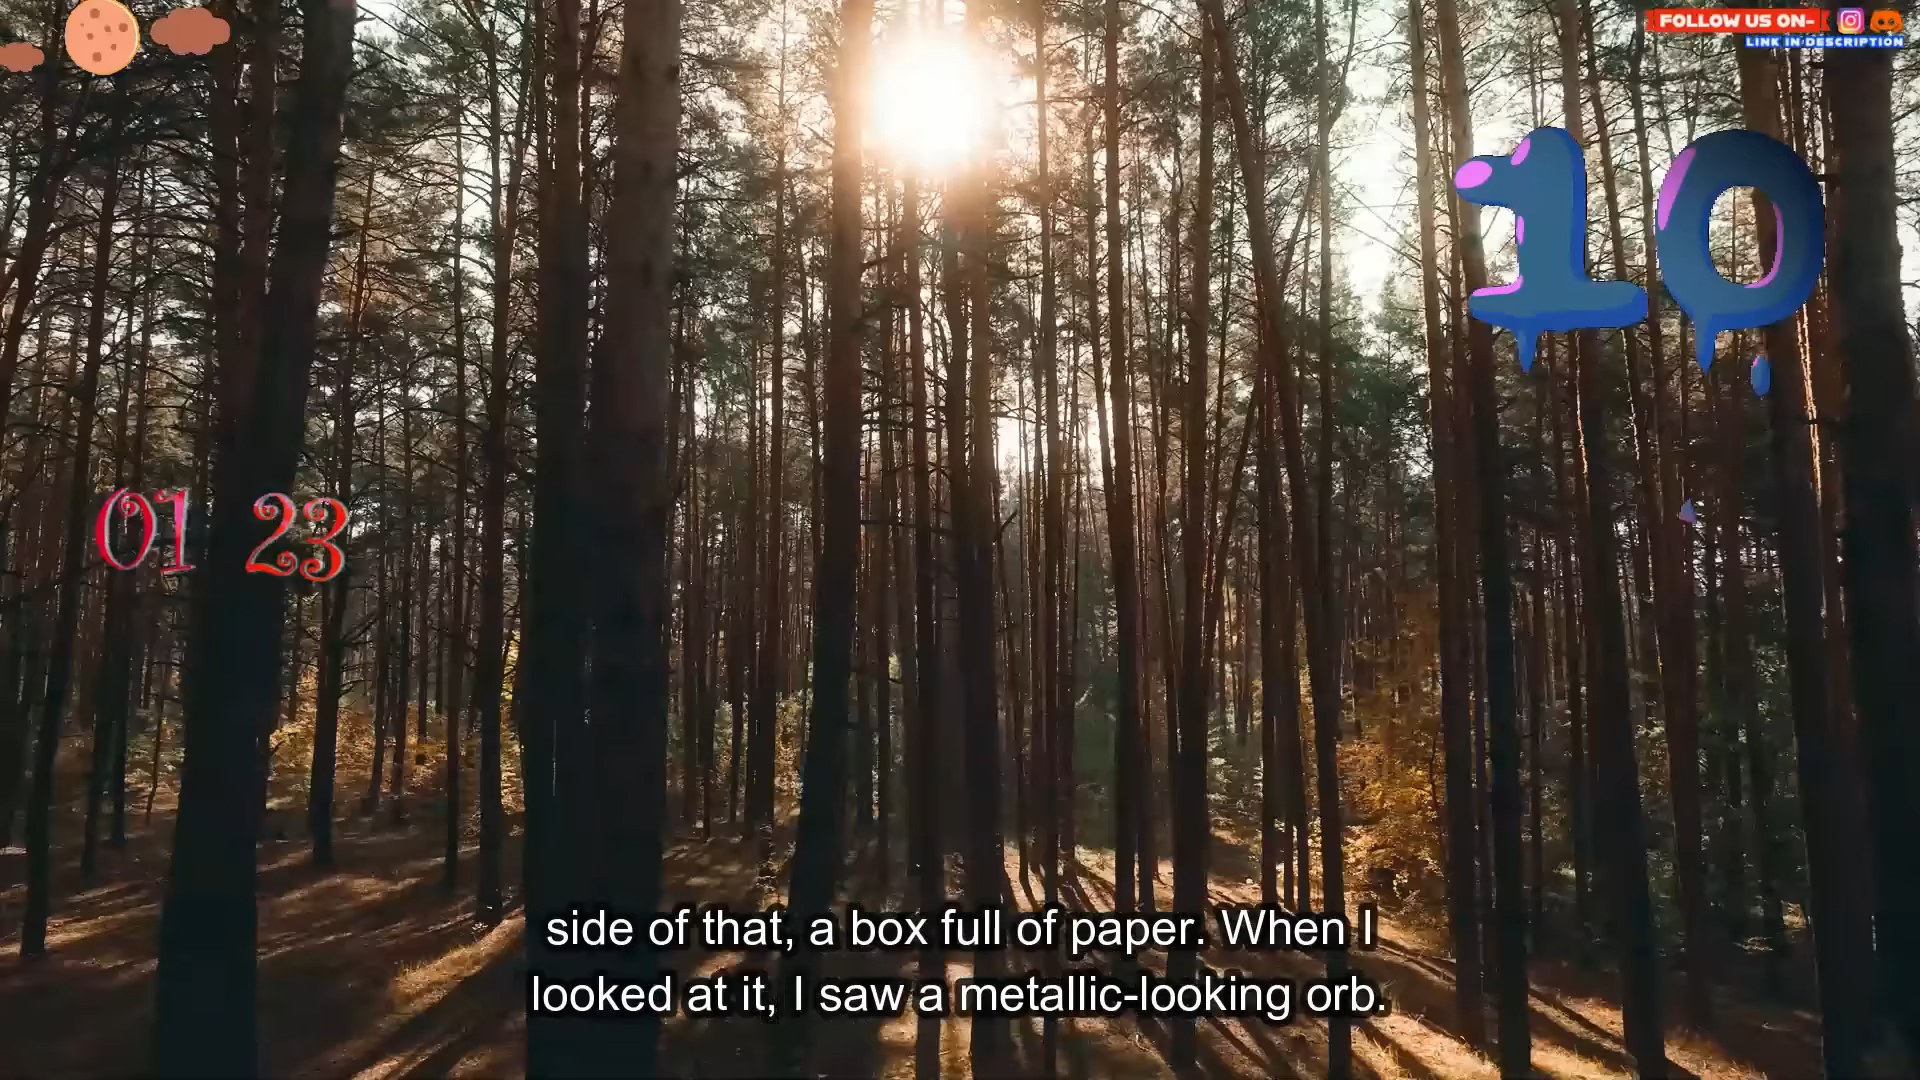 FOLLOW US ON-
LINK IN DESCRIPTION
10
01 23
side of that, a box full of paper. When I
looked at it, I saw a metallic-looking orb.